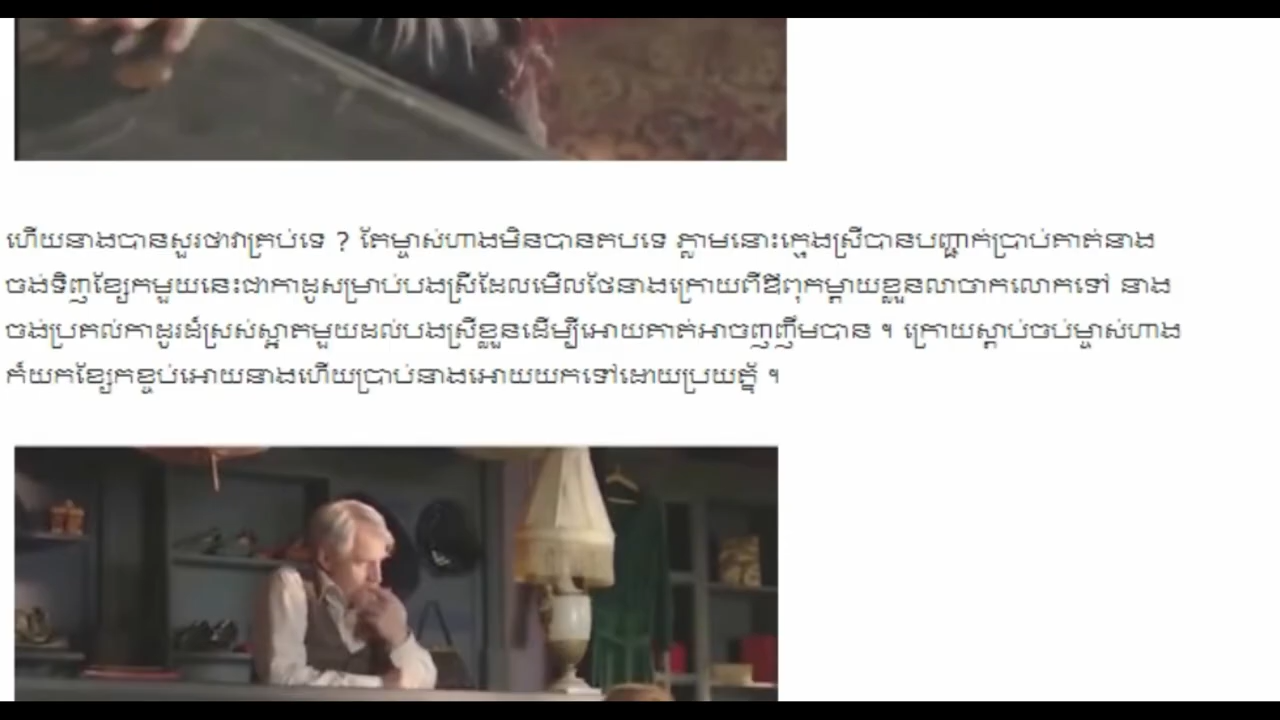 ហើយនាងបានសួរថាវាគ្រប់ទេ ? តែម្ចាស់ហាងមិនបានតបទេ ភ្លាមនោះក្មេងស្រីបានបញ្ជាក់ប្រាប់គាត់នាង
ចង់ទិញខ្សែកមួយនេះជាកាដូសម្រាប់បងស្រីដែលមើលថែនាងក្រោយពីឪពុកម្តាយខ្លួនលាចាកលោកទៅ នាង
ចង់ប្រគល់កាដូរដ៏ស្រស់ស្អាតមួយដល់បងស្រីខ្លួនដើម្បីអោយគាត់អាចញញឹមបាន ។ ក្រោយស្តាប់ចប់ម្ចាស់ហាង
ក៏យកខ្សែកខ្ចប់អោយនាងហើយប្រាប់នាងអោយយកទៅដោយប្រយត្ន័ ។